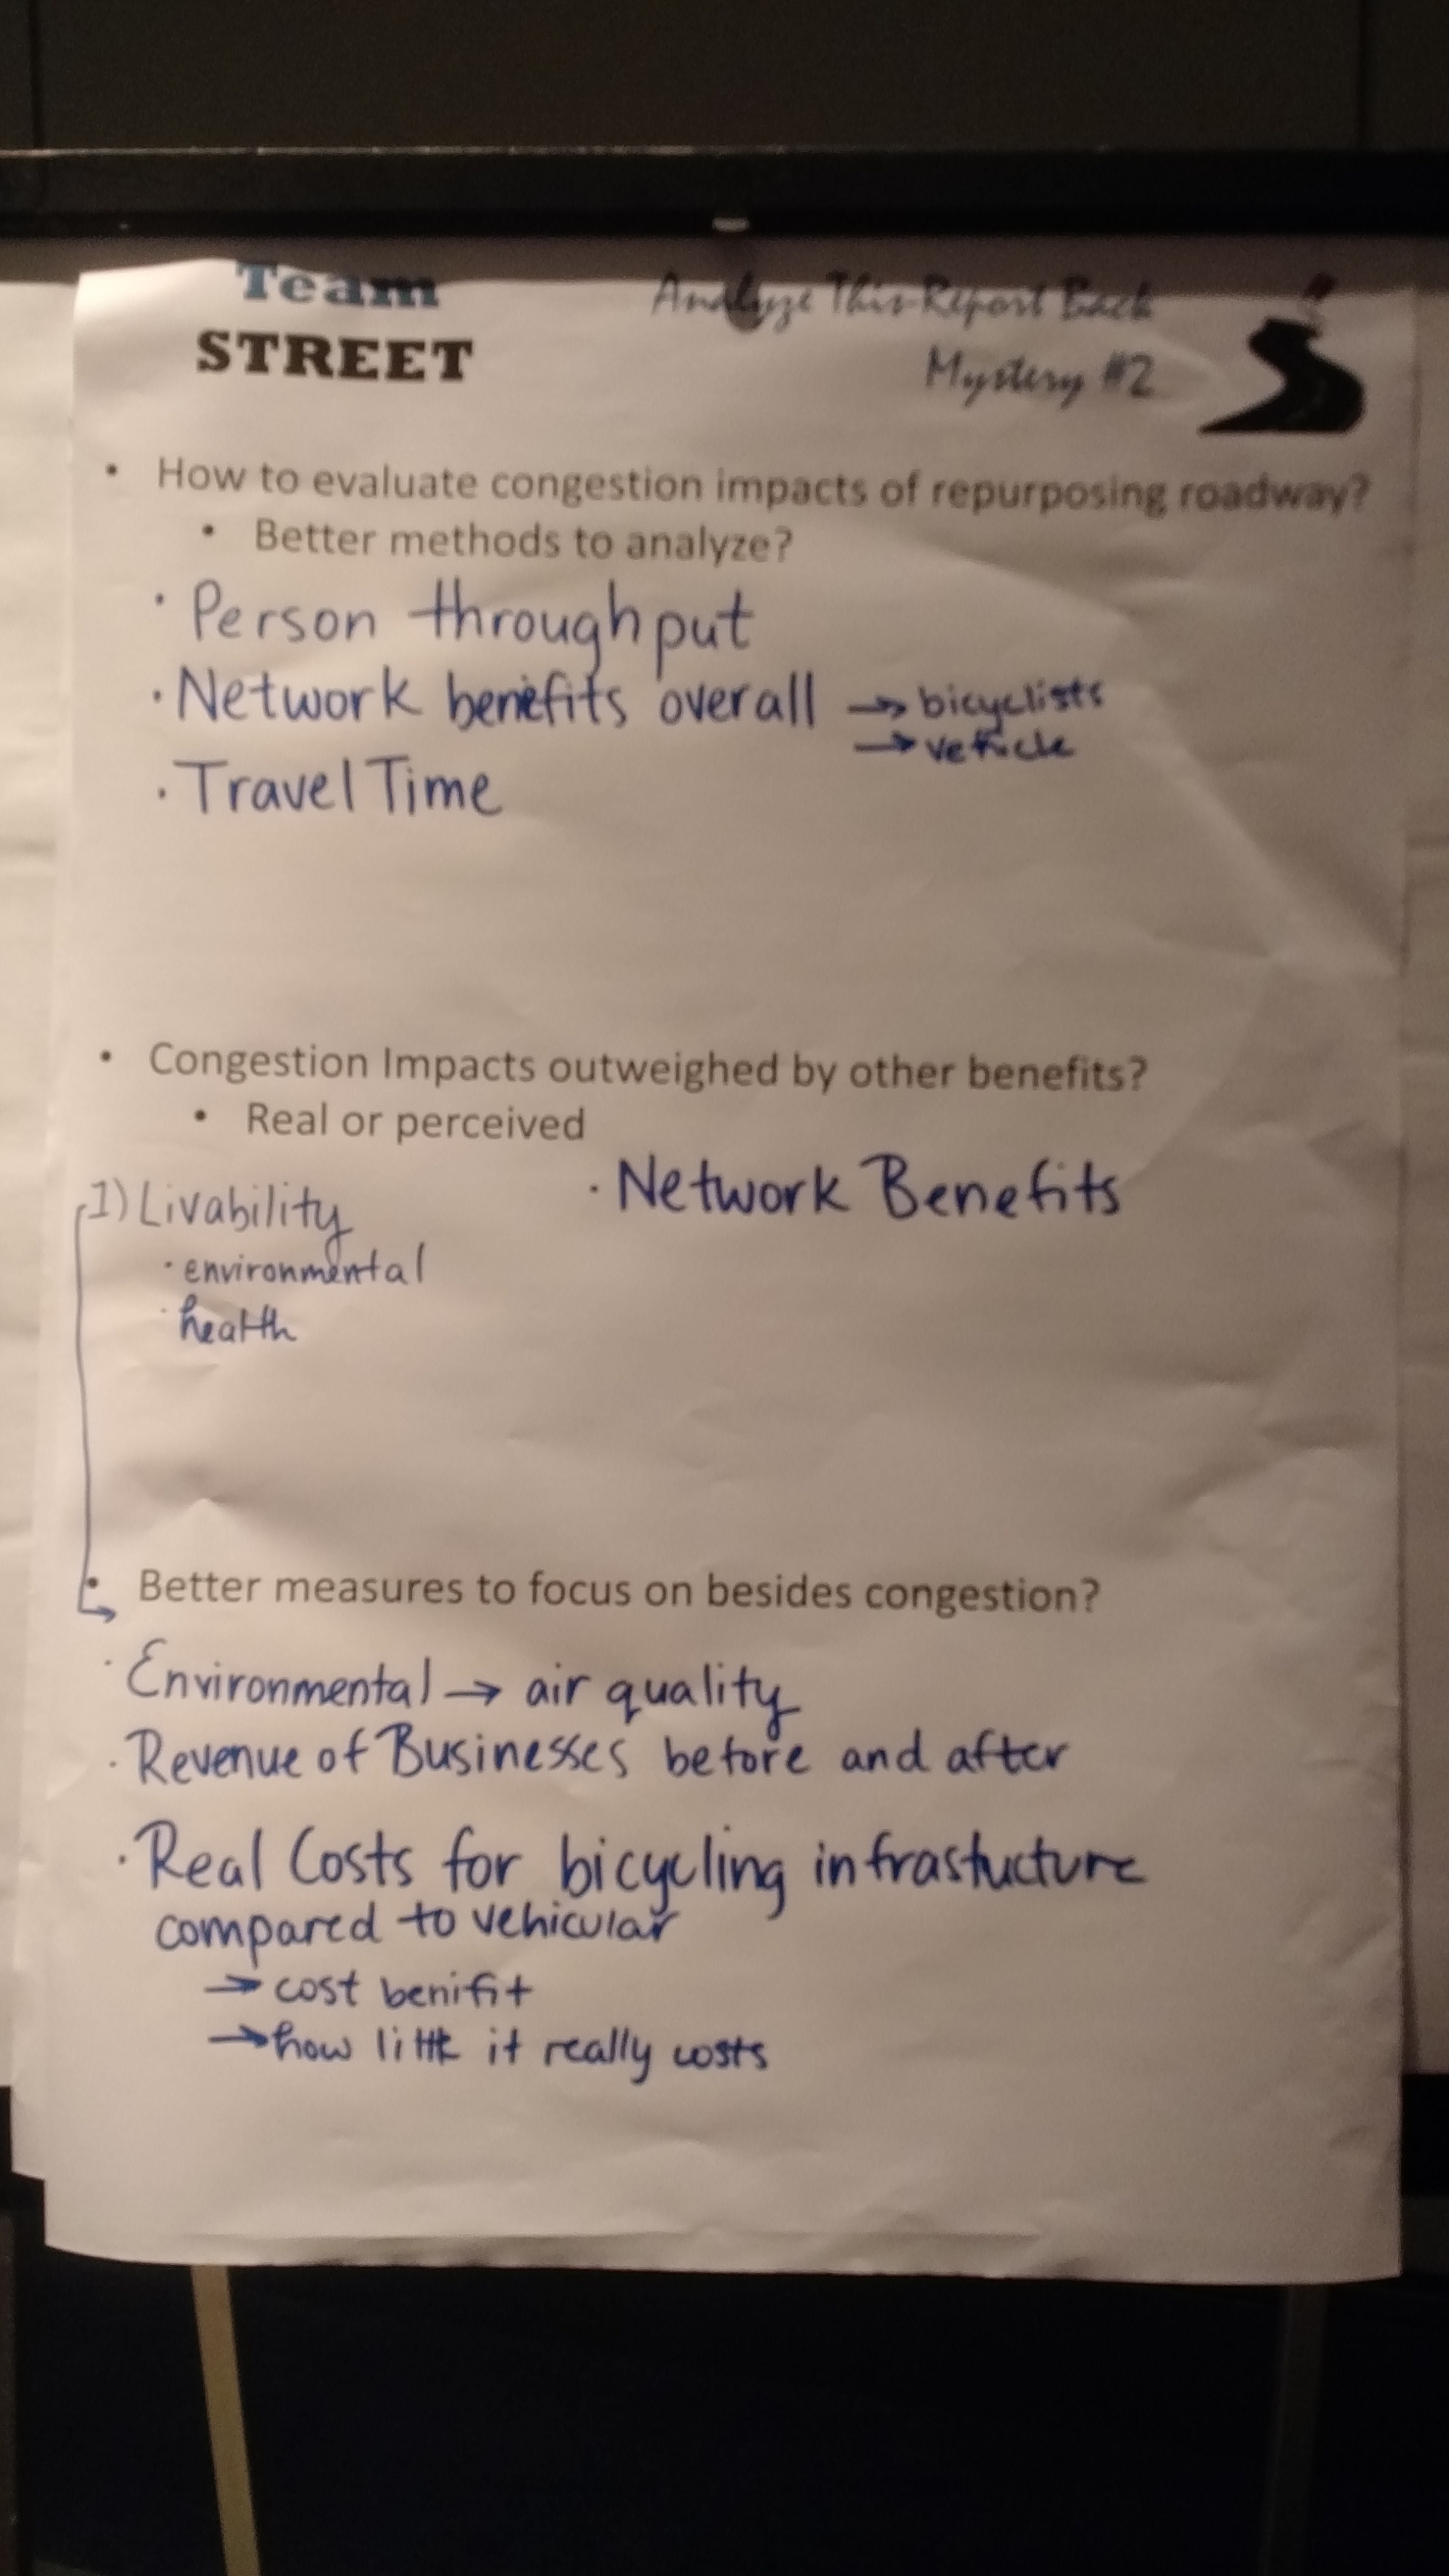 Team
STREET
Analyze This-Report Back
Mystery #2
• How to evaluate congestion impacts of repurposing roadway?
• Better methods to analyze?
· Person throughput
· Network benefits overall → bicyclists
→ vehicle
· Travel Time
• Congestion Impacts outweighed by other benefits?
• Real or perceived
1) Livability
· environmental
· health
· Network Benefits
• Better measures to focus on besides congestion?
· Environmental → air quality
· Revenue of Businesses before and after
· Real Costs for bicycling infrastucture
compared to vehicular
→ cost benifit
→ how little it really costs